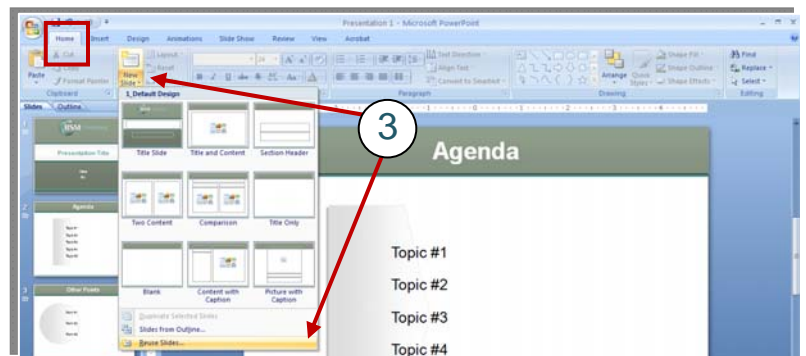 Presentation 1 - Microsoft PowerPoint
Home Insert Design Animations Slide Show Review View Acrobat
Cut
Copy
Format Painter
Paste
Clipboard
New Slide
Layout
Reset
Paragraph
Text Direction
Align Text
Convert to SmartArt
Arrange
Quick Styles
Shape Fill
Shape Outline
Shape Effects
Drawing
Find
Replace
Select
Editing
Slides Outline
1_Default Design
Title Slide Title and Content Section Header
Two Content Comparison Title Only
Blank Content with Caption Picture with Caption
Duplicate Selected Slides
Slides from Outline...
Reuse Slides...
1
Presentation Title
2
Agenda
3
Other Points
3
Agenda
Topic #1
Topic #2
Topic #3
Topic #4